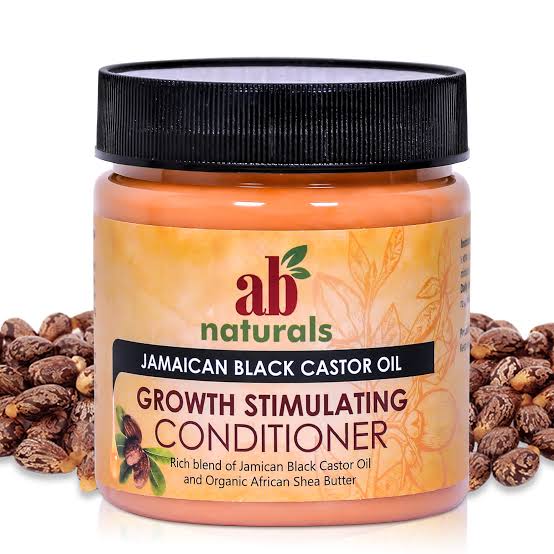 ab
naturals
JAMAICAN BLACK CASTOR OIL
GROWTH STIMULATING
CONDITIONER
Rich blend of Jamican Black Castor Oil
and Organic African Shea Butter